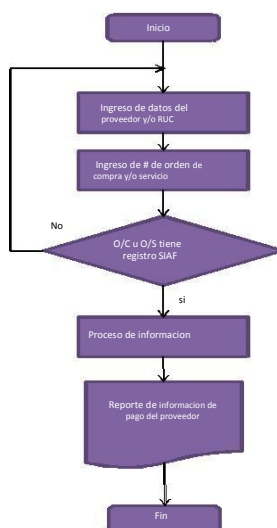 Inicio
Ingreso de datos del
proveedor y/o RUC
Ingreso de # de orden de
compra y/o servicio
No
O/C u O/S tiene
registro SIAF
si
Proceso de informacion
Reporte de informacion de
pago del proveedor
Fin